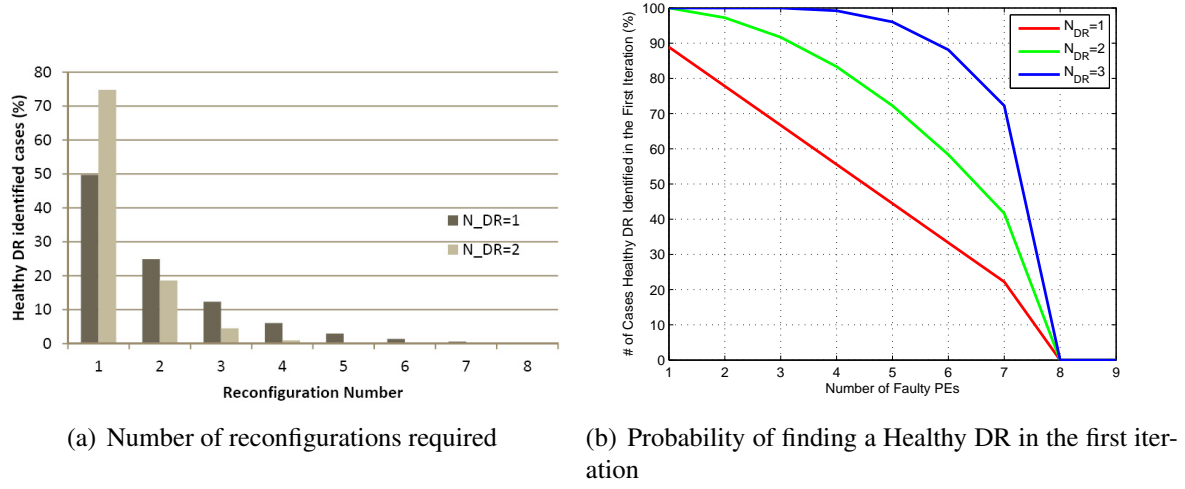 80
70
60
50
40
30
20
10
0
Healthy DR identified cases (%)
N_DR=1
N_DR=2
1 2 3 4 5 6 7 8
Reconfiguration Number
(a) Number of reconfigurations required
100
90
80
70
60
50
40
30
20
10
0
# of Cases Healthy DR Identified in the First Iteration (%)
N_DR=1
N_DR=2
N_DR=3
1 2 3 4 5 6 7 8 9
Number of Faulty PEs
(b) Probability of finding a Healthy DR in the first iter-
ation